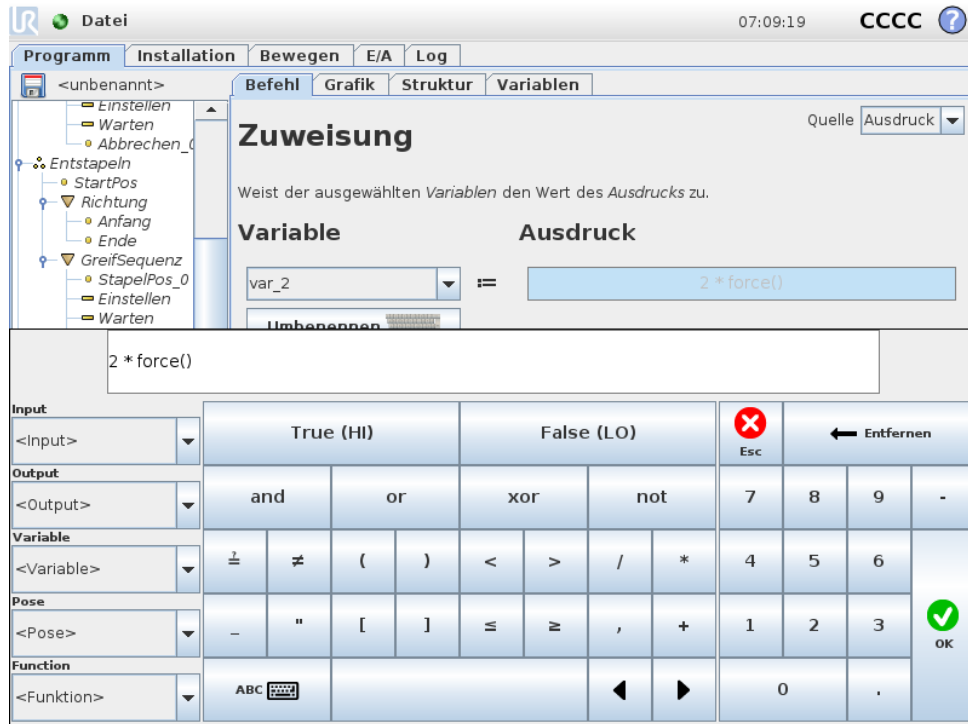 UR Datei 07:09:19 CCCC ?
Programm Installation Bewegen E/A Log
<unbenannt>
Befehl Grafik Struktur Variablen
Einstellen
Warten
Abbrechen_0
Entstapeln
StartPos
Richtung
Anfang
Ende
GreifSequenz
StapelPos_0
Einstellen
Warten
Quelle Ausdruck
Zuweisung
Weist der ausgewählten Variablen den Wert des Ausdrucks zu.
Variable Ausdruck
var_2 := 2 * force()
Umbenennen
2 * force()
Input
<Input>
Output
<Output>
Variable
<Variable>
Pose
<Pose>
Function
<Funktion>
True (HI) False (LO) Esc Entfernen
and or xor not 7 8 9 -
≟ ≠ ( ) < > / * 4 5 6
_ " [ ] ≤ ≥ , + 1 2 3 OK
ABC 0 .